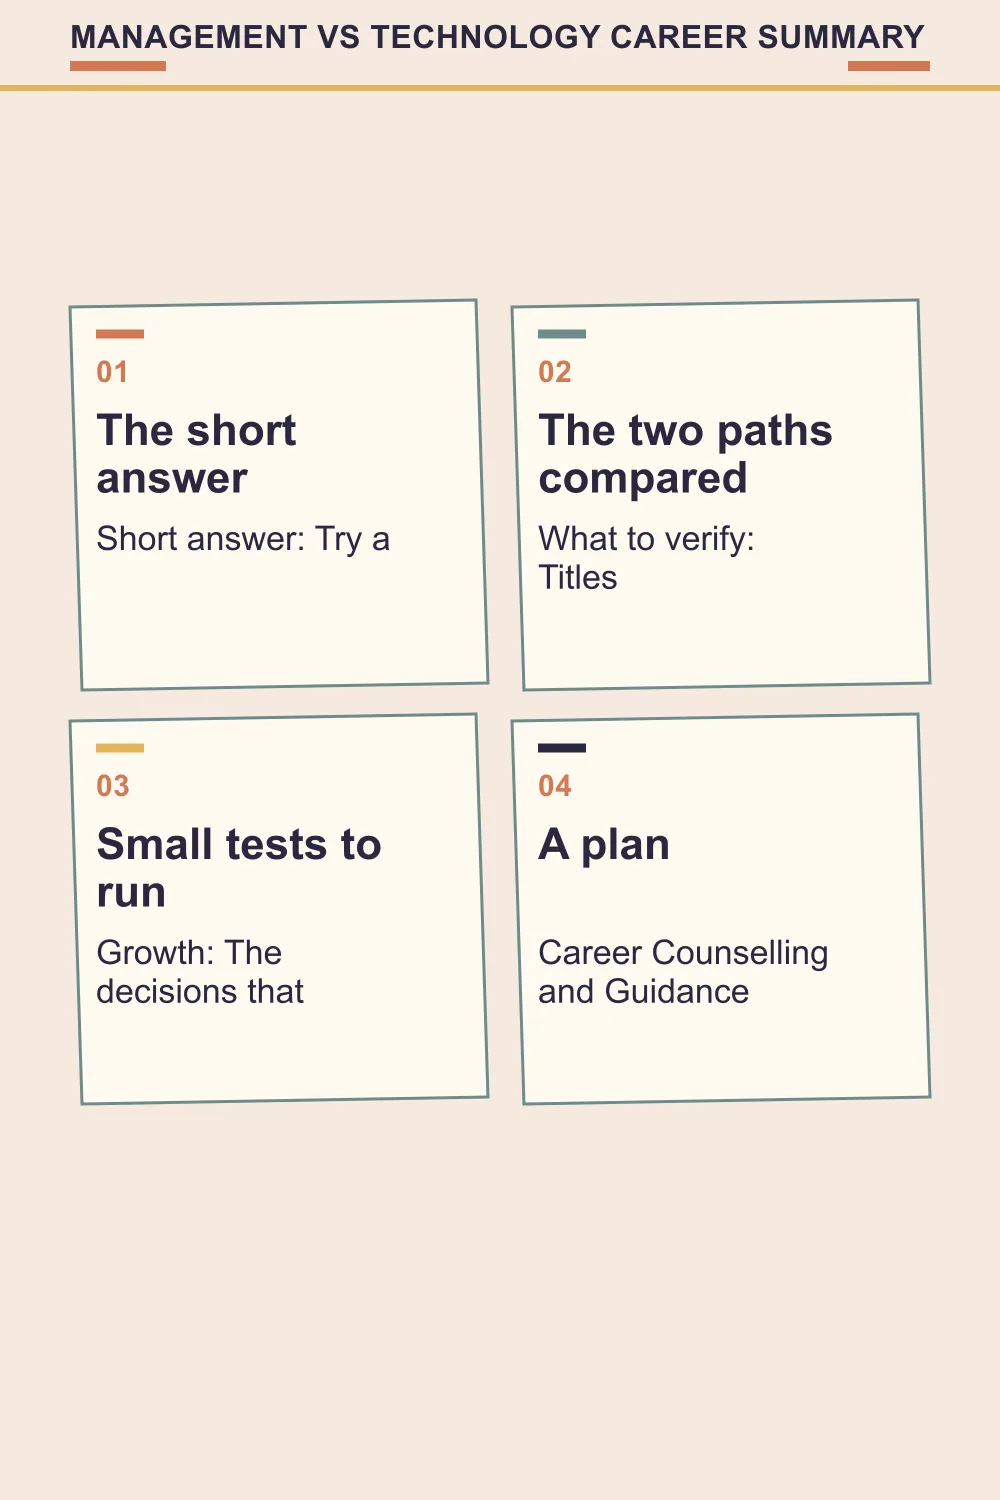 MANAGEMENT VS TECHNOLOGY CAREER SUMMARY
01
The short
answer
Short answer: Try a
02
The two paths
compared
What to verify:
Titles
03
Small tests to
run
Growth: The
decisions that
04
A plan
Career Counselling
and Guidance